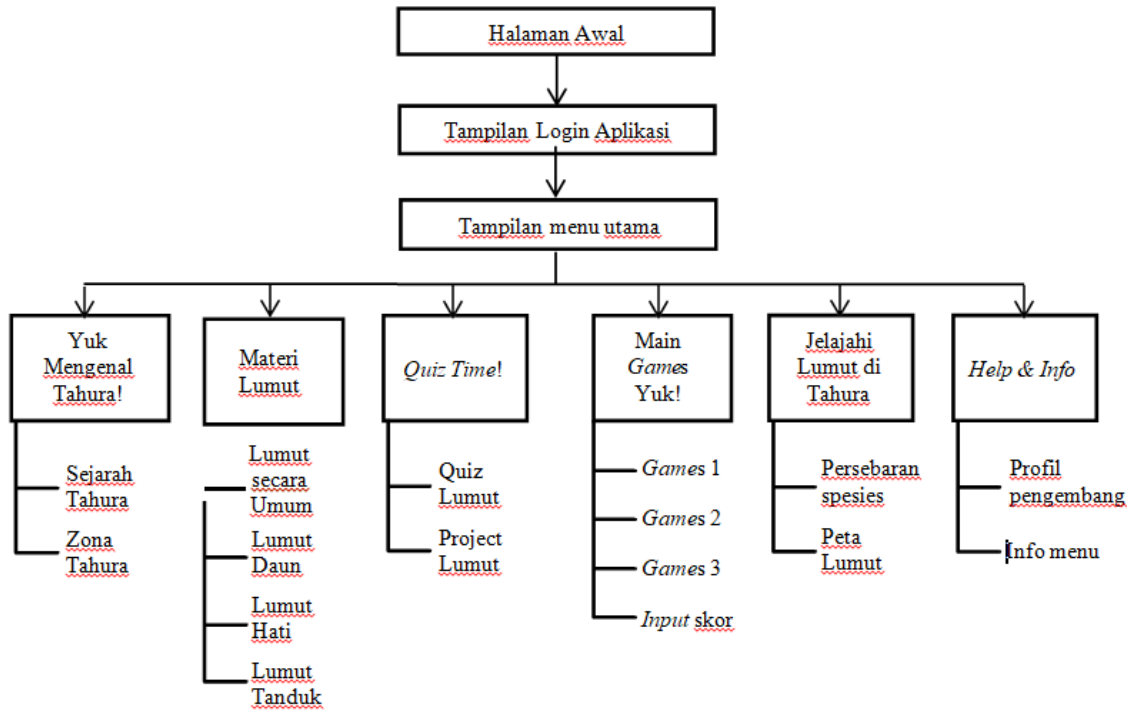 Halaman Awal
Tampilan Login Aplikasi
Tampilan menu utama
Yuk
Mengenal
Tahura!
Sejarah
Tahura
Zona
Tahura
Materi
Lumut
Lumut
secara
Umum
Lumut
Daun
Lumut
Hati
Lumut
Tanduk
Quiz Time!
Quiz
Lumut
Project
Lumut
Main
Games
Yuk!
Games 1
Games 2
Games 3
Input skor
Jelajahi
Lumut di
Tahura
Persebaran
spesies
Peta
Lumut
Help & Info
Profil
pengembang
Info menu